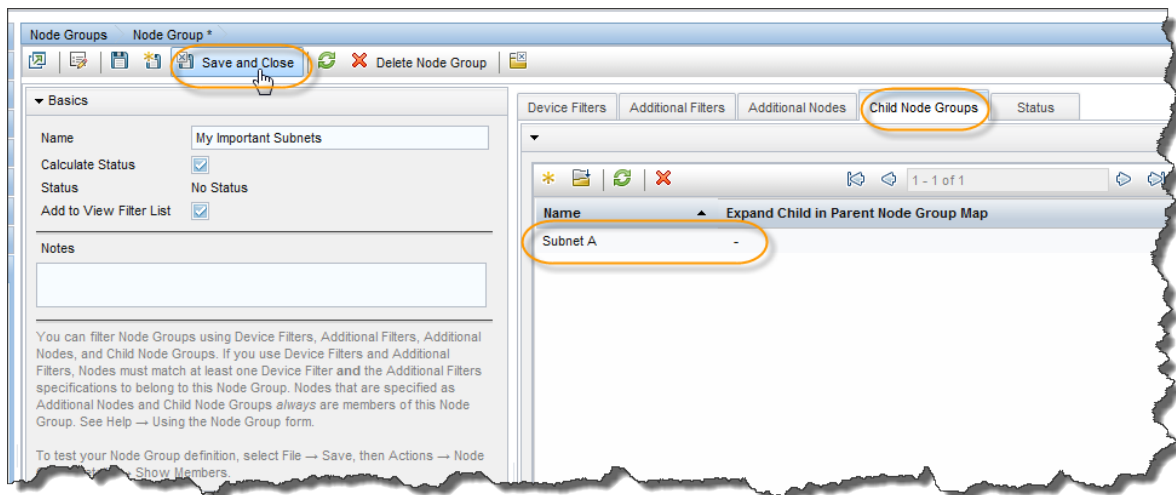 Node Groups Node Group *
Save and Close Delete Node Group
Basics
Name My Important Subnets
Calculate Status
Status No Status
Add to View Filter List
Notes
You can filter Node Groups using Device Filters, Additional Filters, Additional
Nodes, and Child Node Groups. If you use Device Filters and Additional
Filters, Nodes must match at least one Device Filter and the Additional Filters
specifications to belong to this Node Group. Nodes that are specified as
Additional Nodes and Child Node Groups always are members of this Node
Group. See Help → Using the Node Group form.
To test your Node Group definition, select File → Save, then Actions → Node
Show Members.
Device Filters Additional Filters Additional Nodes Child Node Groups Status
1 - 1 of 1
Name Expand Child in Parent Node Group Map
Subnet A -